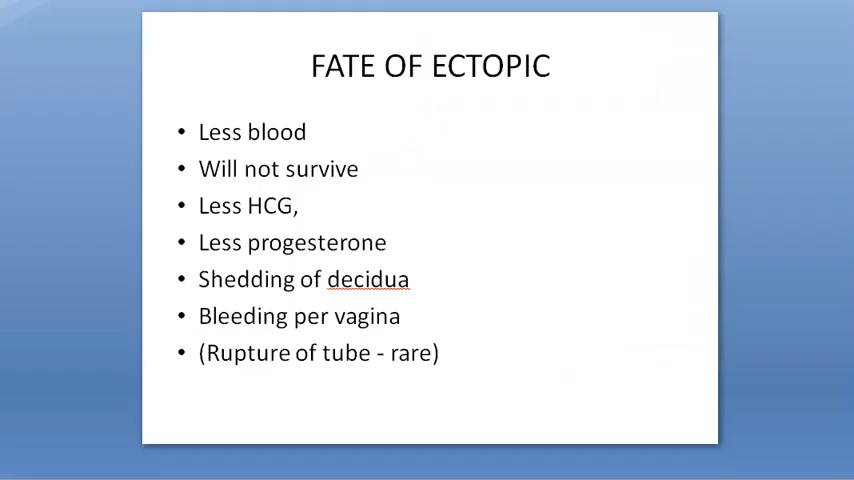 FATE OF ECTOPIC
• Less blood
• Will not survive
• Less HCG,
• Less progesterone
• Shedding of decidua
• Bleeding per vagina
• (Rupture of tube - rare)